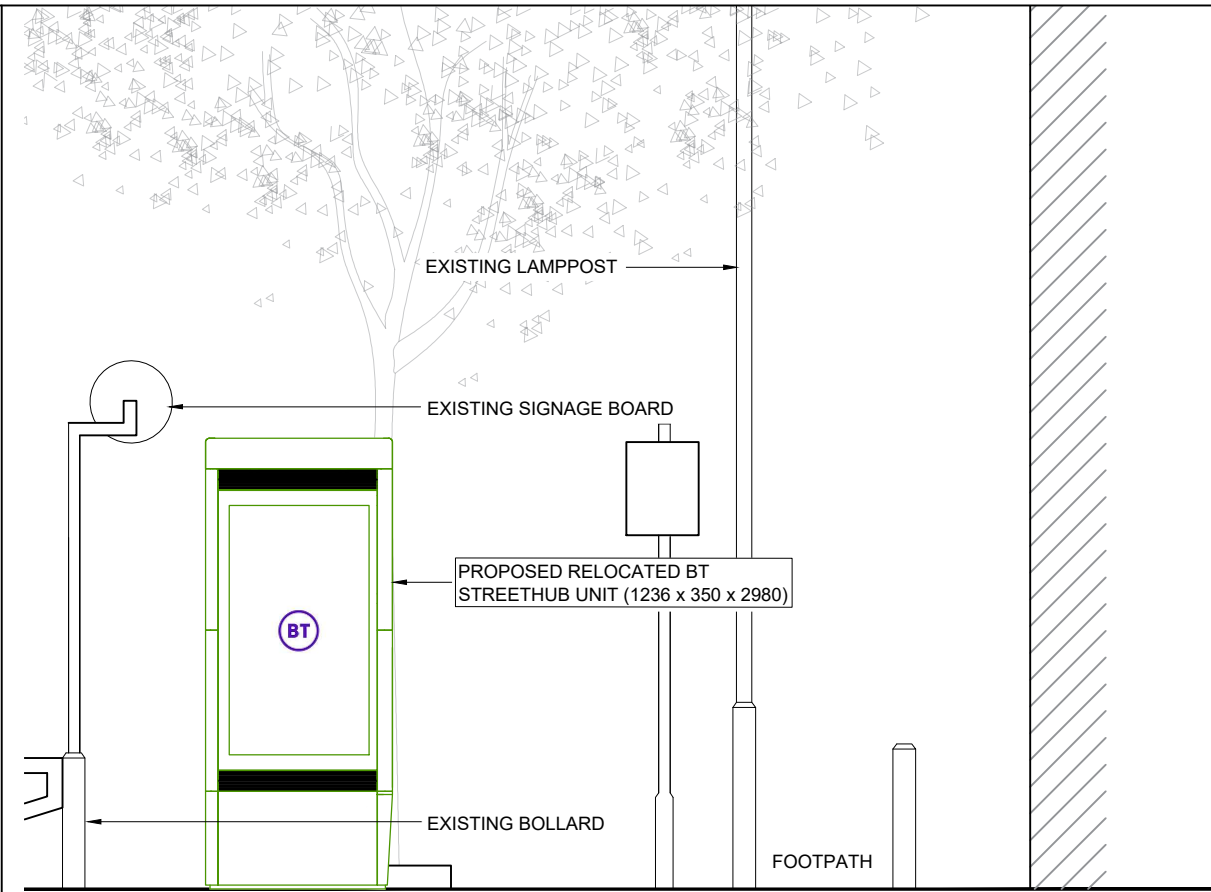 EXISTING LAMPPOST
EXISTING SIGNAGE BOARD
PROPOSED RELOCATED BT
STREETHUB UNIT (1236 x 350 x 2980)
BT
EXISTING BOLLARD
FOOTPATH